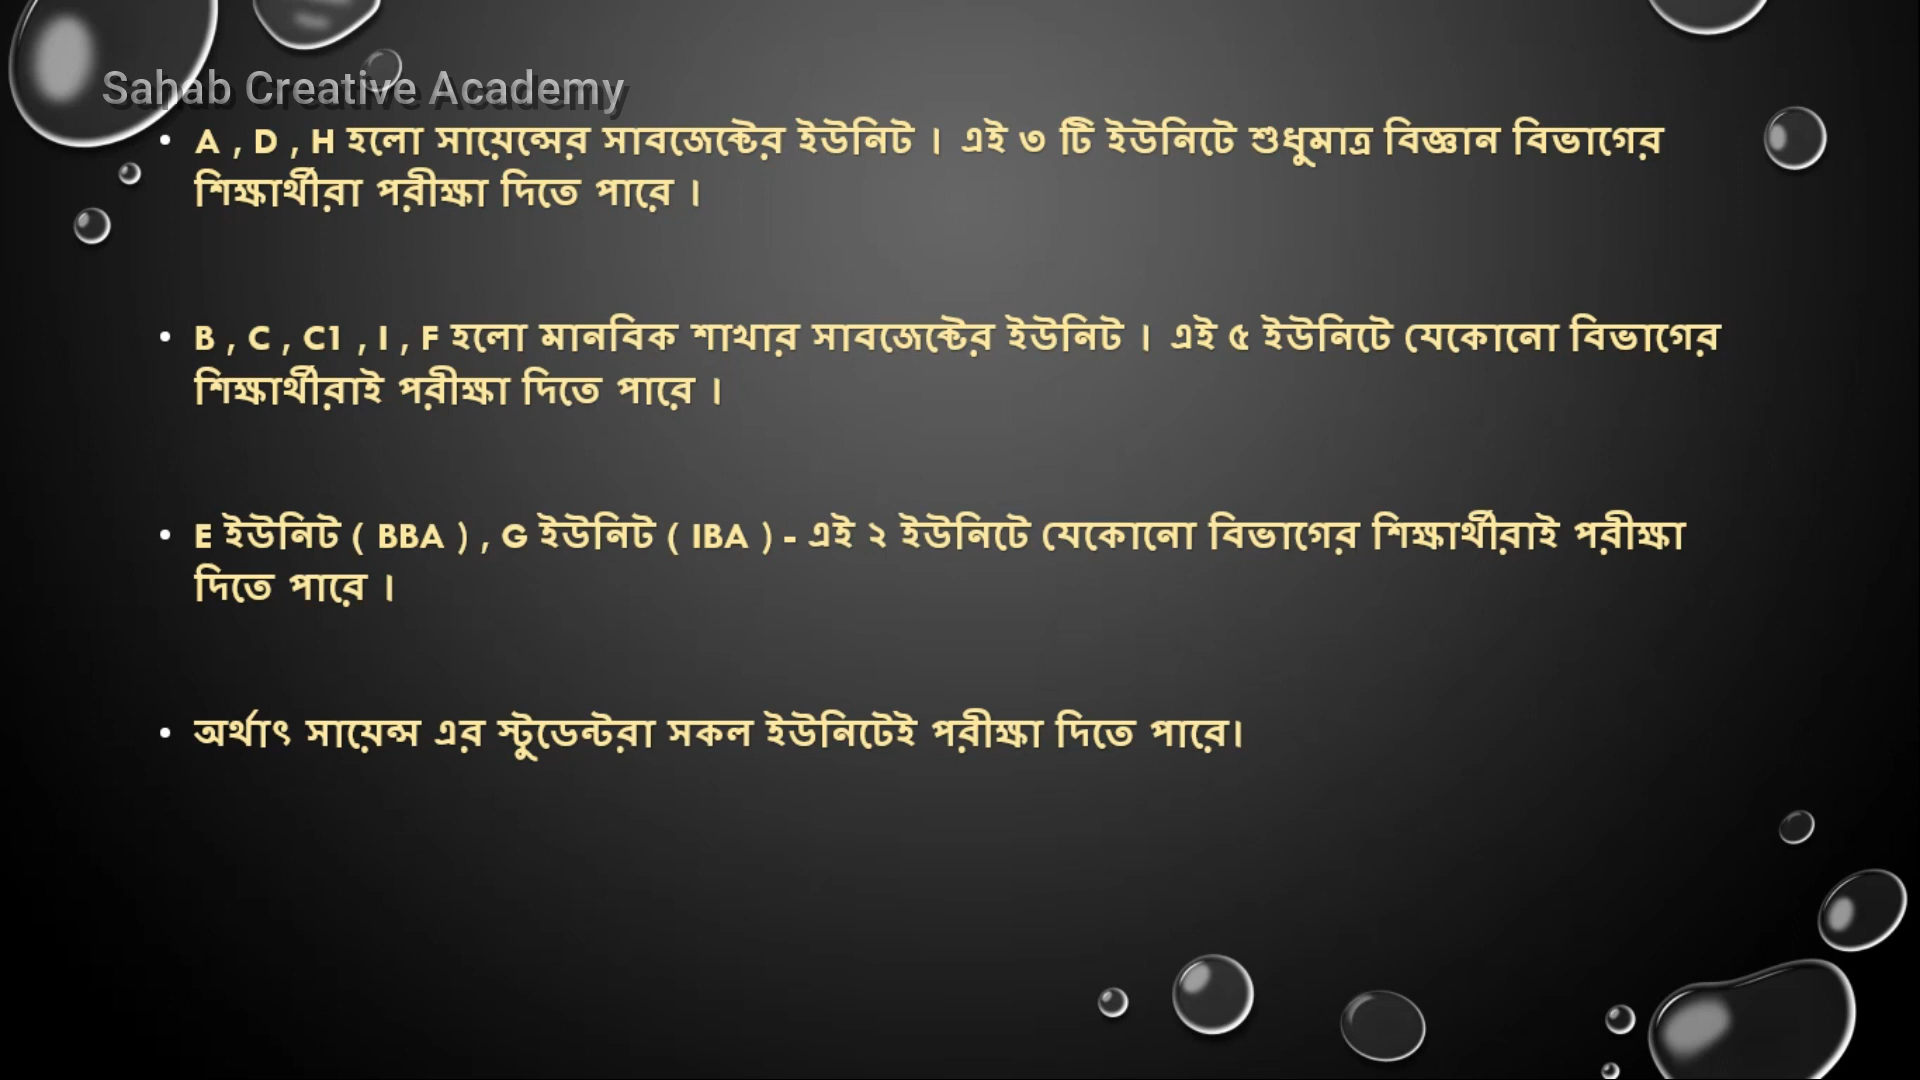 Sahab Creative Academy
• A , D , H হলো সায়েন্সের সাবজেক্টের ইউনিট । এই ৩ টি ইউনিটে শুধুমাত্র বিজ্ঞান বিভাগের
শিক্ষার্থীরা পরীক্ষা দিতে পারে ।
• B , C , C1 , I , F হলো মানবিক শাখার সাবজেক্টের ইউনিট । এই ৫ ইউনিটে যেকোনো বিভাগের
শিক্ষার্থীরাই পরীক্ষা দিতে পারে ।
• E ইউনিট ( BBA ) , G ইউনিট ( IBA ) - এই ২ ইউনিটে যেকোনো বিভাগের শিক্ষার্থীরাই পরীক্ষা
দিতে পারে ।
• অর্থাৎ সায়েন্স এর স্টুডেন্টরা সকল ইউনিটেই পরীক্ষা দিতে পারে।